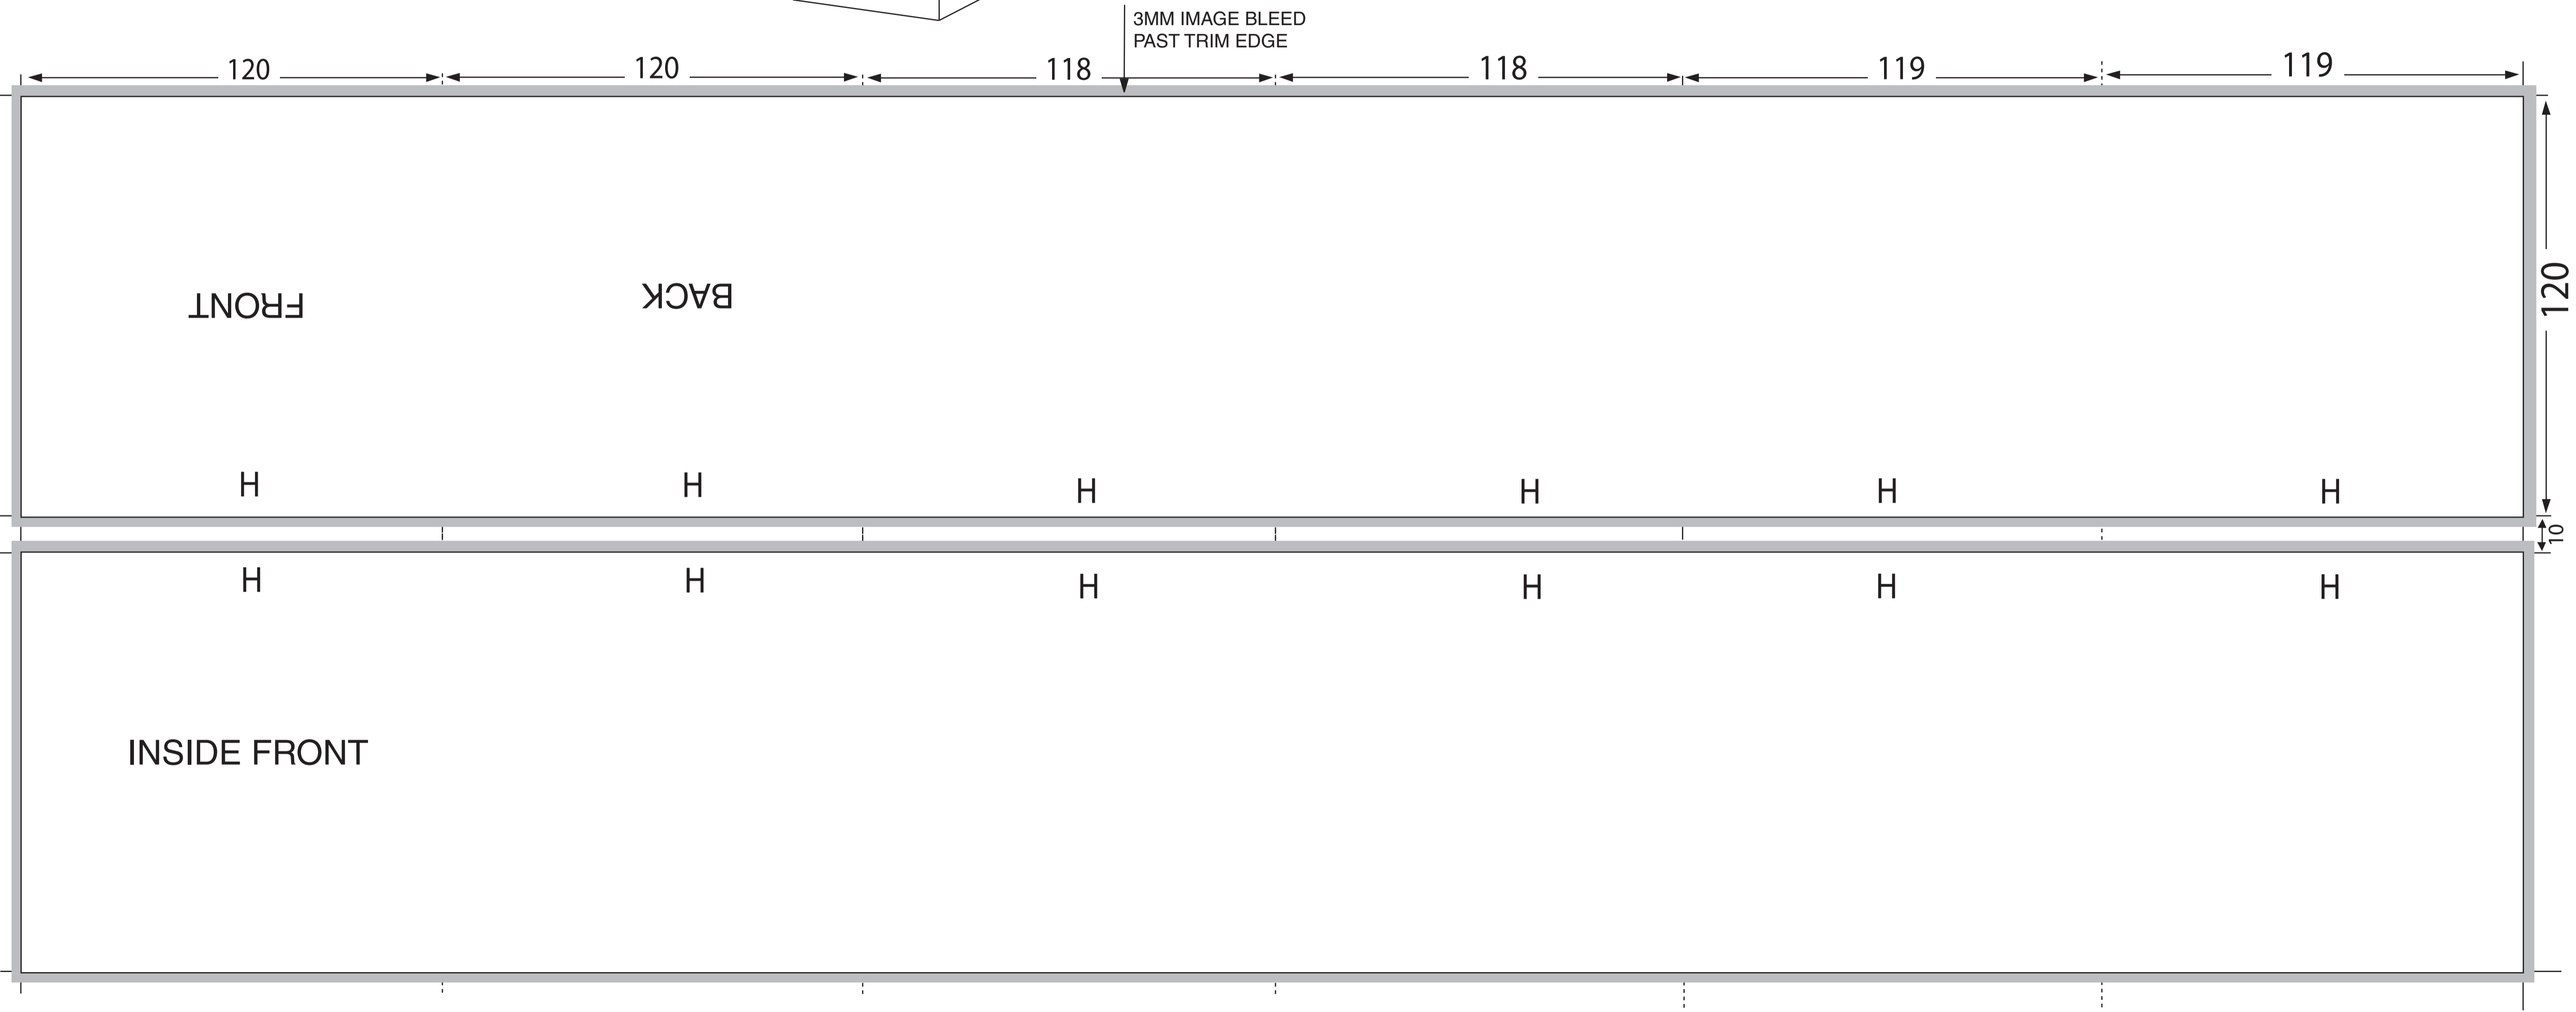 3MM IMAGE BLEED
PAST TRIM EDGE
120 120 118 118 119 119
120
FRONT BACK
H H H H H H
10
H H H H H H
INSIDE FRONT